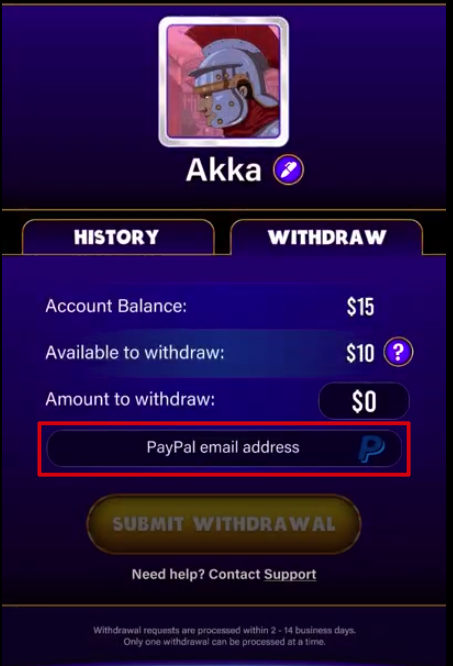 Akka
HISTORY WITHDRAW
Account Balance: $15
Available to withdraw: $10 ?
Amount to withdraw: $0
PayPal email address
SUBMIT WITHDRAWAL
Need help? Contact Support
Withdrawal requests are processed within 2 - 14 business days.
Only one withdrawal can be processed at a time.